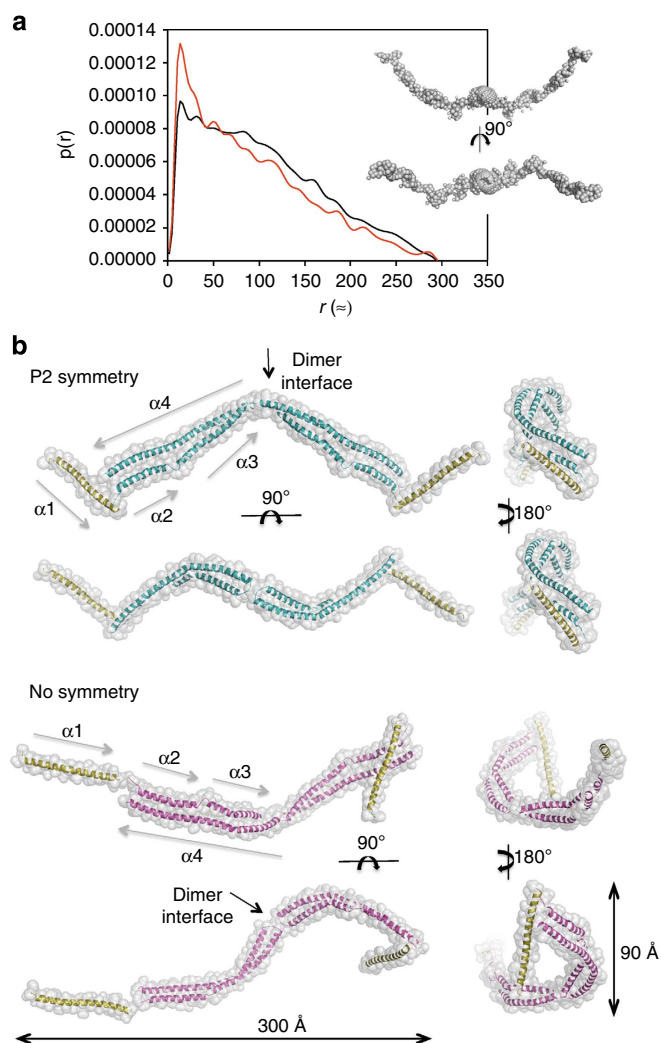 a
0.00014
0.00012
0.00010
0.00008
0.00006
0.00004
0.00002
0.00000
p(r)
0 50 100 150 200 250 300 350
r (≈)
90°
b
P2 symmetry
Dimer
interface
α4
α3
α1
α2
90°
180°
No symmetry
α1
α2
α3
α4
90°
180°
Dimer
interface
90 Å
300 Å